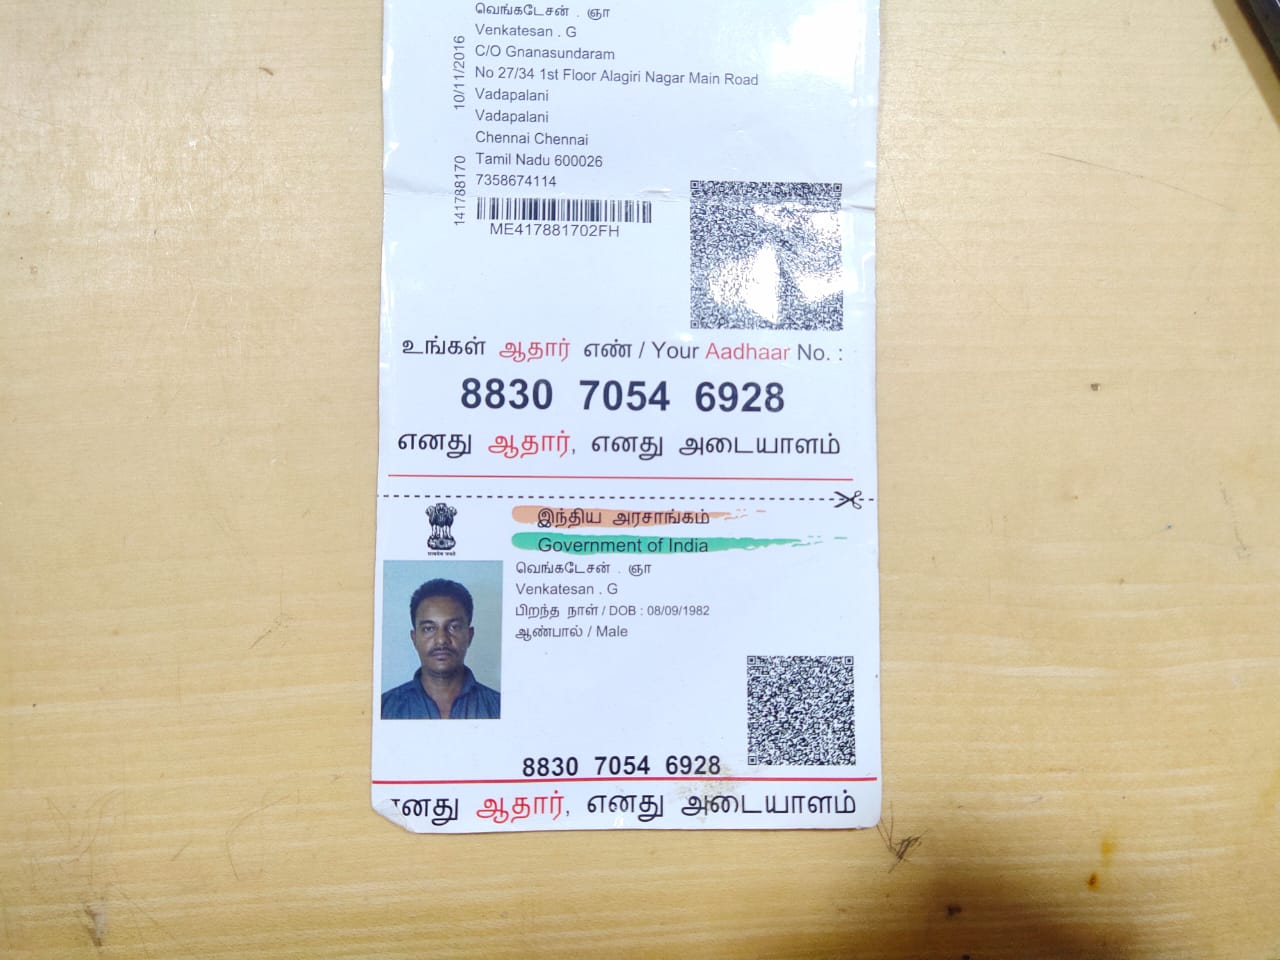 வெங்கடேசன் . ஞா
Venkatesan . G
C/O Gnanasundaram
No 27/34 1st Floor Alagiri Nagar Main Road
Vadapalani
Vadapalani
Chennai Chennai
Tamil Nadu 600026
7358674114
10/11/2016
141788170
ME417881702FH
உங்கள் ஆதார் எண் / Your Aadhaar No. :
8830 7054 6928
எனது ஆதார், எனது அடையாளம்
இந்திய அரசாங்கம்
Government of India
வெங்கடேசன் . ஞா
Venkatesan . G
பிறந்த நாள் / DOB : 08/09/1982
ஆண்பால் / Male
8830 7054 6928
எனது ஆதார், எனது அடையாளம்